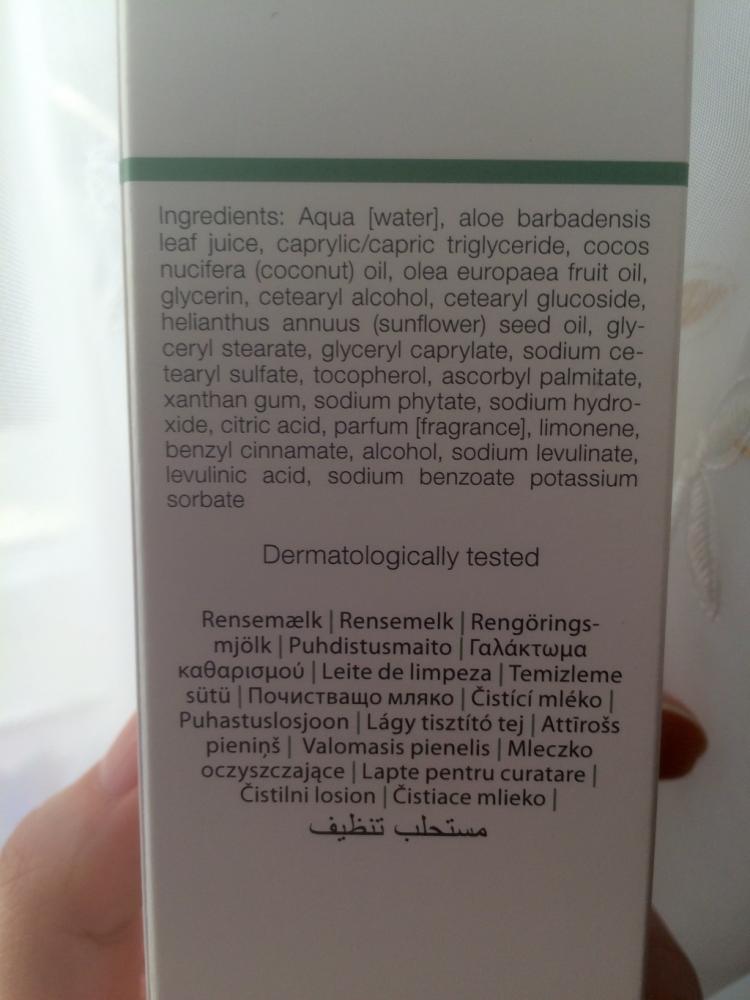 Ingredients: Aqua [water], aloe barbadensis
leaf juice, caprylic/capric triglyceride, cocos
nucifera (coconut) oil, olea europaea fruit oil,
glycerin, cetearyl alcohol, cetearyl glucoside,
helianthus annuus (sunflower) seed oil, gly-
ceryl stearate, glyceryl caprylate, sodium ce-
tearyl sulfate, tocopherol, ascorbyl palmitate,
xanthan gum, sodium phytate, sodium hydro-
xide, citric acid, parfum [fragrance], limonene,
benzyl cinnamate, alcohol, sodium levulinate,
levulinic acid, sodium benzoate potassium
sorbate
Dermatologically tested
Rensemælk | Rensemelk | Rengörings-
mjölk | Puhdistusmaito | Γαλάκτωμα
καθαρισμού | Leite de limpeza | Temizleme
sütü | Почистващо мляко | Čistící mléko |
Puhastuslosjoon | Lágy tisztító tej | Attīrošs
pieniņš | Valomasis pienelis | Mleczko
oczyszczające | Lapte pentru curatare |
Čistilni losion | Čistiace mlieko |
مستحلب تنظيف